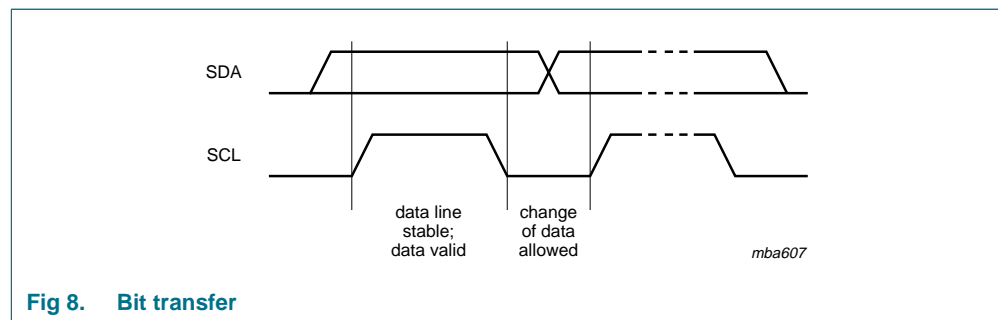 SDA
SCL
data line
stable;
data valid
change
of data
allowed
mba607
Fig 8. Bit transfer